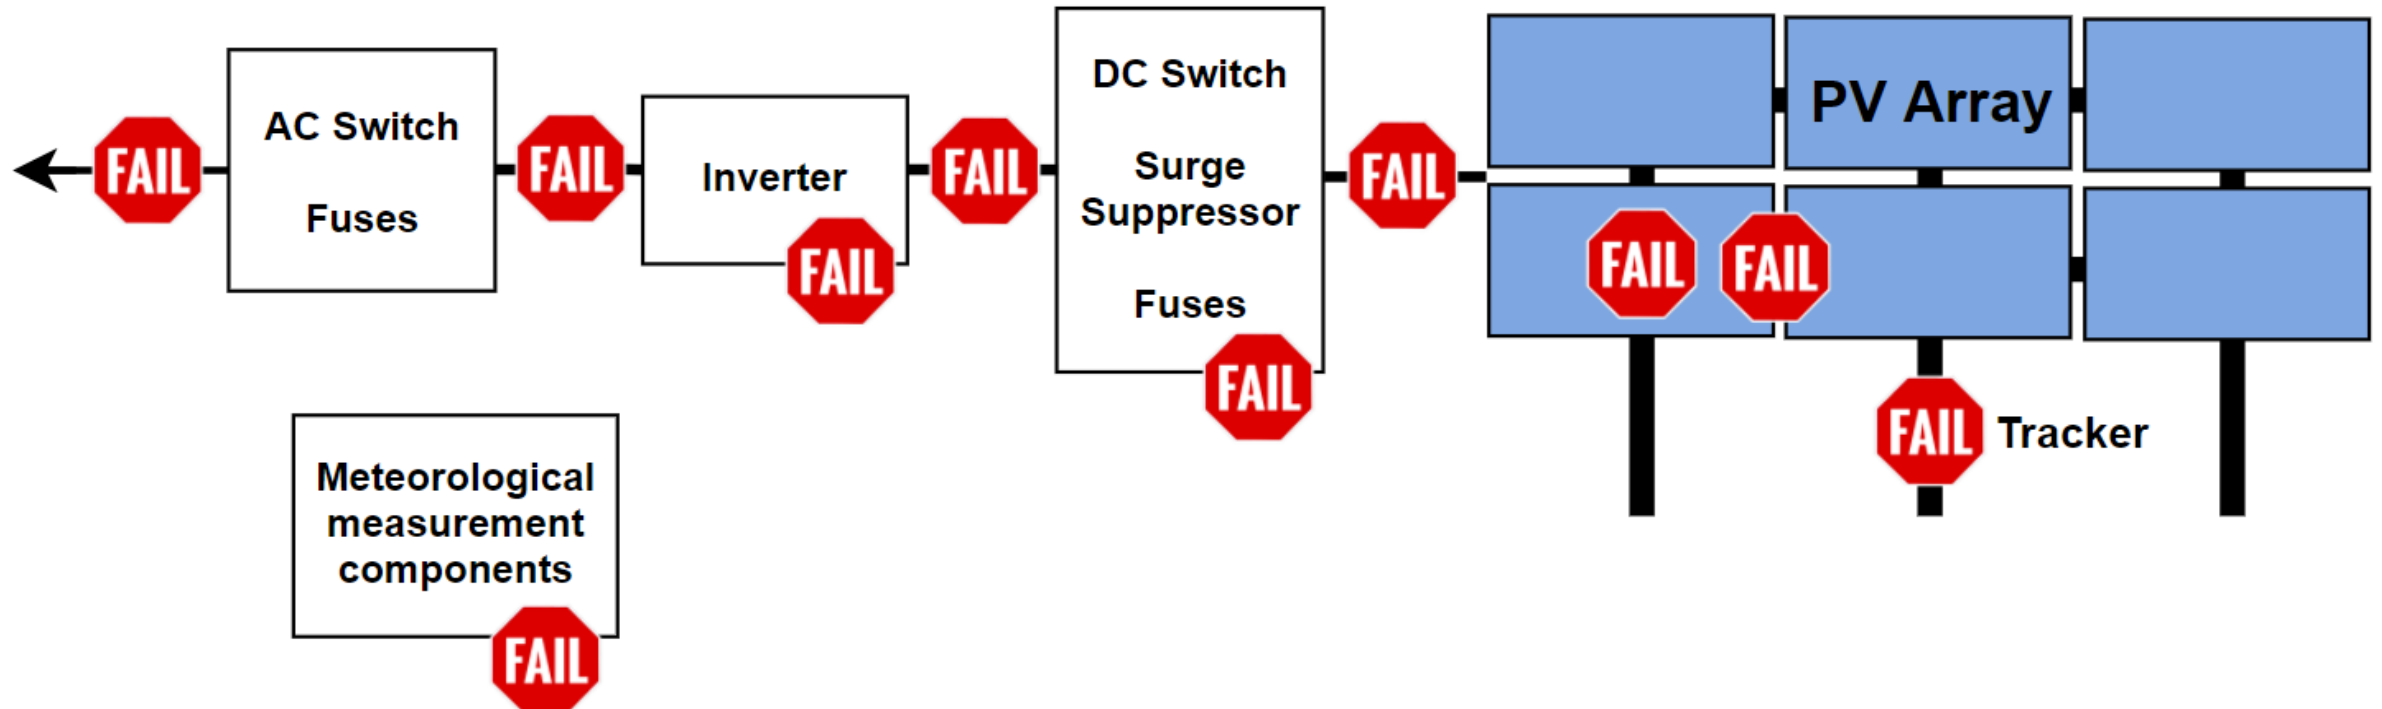 FAIL
AC Switch
Fuses
FAIL
Inverter
FAIL
FAIL
DC Switch
Surge
Suppressor
Fuses
FAIL
FAIL
PV Array
FAIL
FAIL
FAIL
Tracker
Meteorological
measurement
components
FAIL